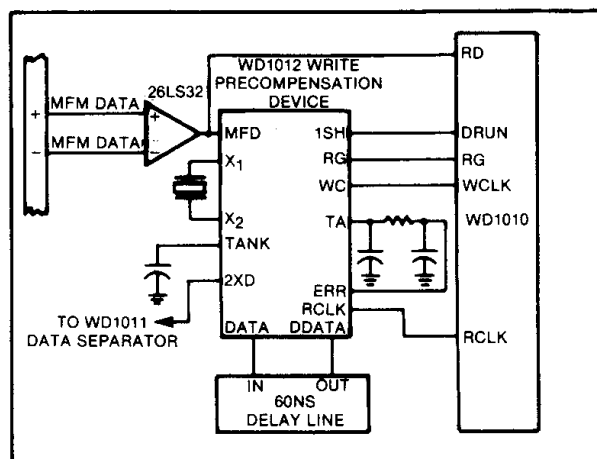 WD1012 WRITE
PRECOMPENSATION
DEVICE
26LS32
MFM DATA
MFM DATA
+
−
+
−
MFD
X1
X2
TANK
2XD
1SH
RG
WC
TA
ERR
RCLK
DATA
DDATA
RD
DRUN
RG
WCLK
WD1010
RCLK
TO WD1011
DATA SEPARATOR
IN
OUT
60NS
DELAY LINE